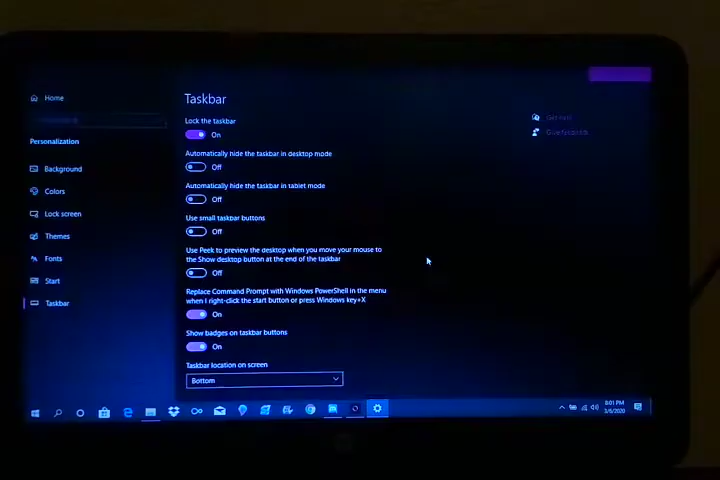 Home
Taskbar
Lock the taskbar
On
Personalization
Automatically hide the taskbar in desktop mode
Off
Background
Automatically hide the taskbar in tablet mode
Off
Colors
Lock screen
Use small taskbar buttons
Off
Themes
Use Peek to preview the desktop when you move your mouse to
the Show desktop button at the end of the taskbar
Off
Fonts
Start
Replace Command Prompt with Windows PowerShell in the menu
when I right-click the start button or press Windows key+X
On
Taskbar
Show badges on taskbar buttons
On
Taskbar location on screen
Bottom
8:01 PM
3/6/2020